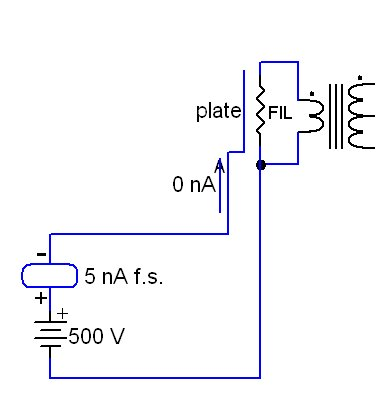 plate
FIL
0 nA
-
5 nA f.s.
+
+
500 V